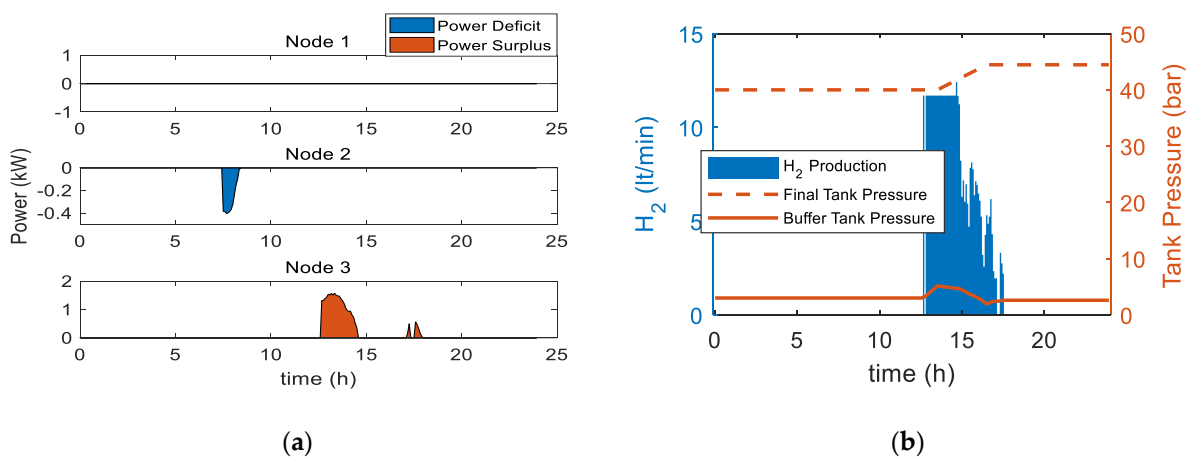 Power Deficit
Power Surplus
Node 1
1
0
-1
0 5 10 15 20 25
Node 2
Power (kW)
0
-0.2
-0.4
0 5 10 15 20 25
Node 3
2
1
0
0 5 10 15 20 25
time (h)
(a)
15
10
5
0
H2 (lt/min)
H2 Production
Final Tank Pressure
Buffer Tank Pressure
50
40
30
20
10
0
Tank Pressure (bar)
0 5 10 15 20
time (h)
(b)